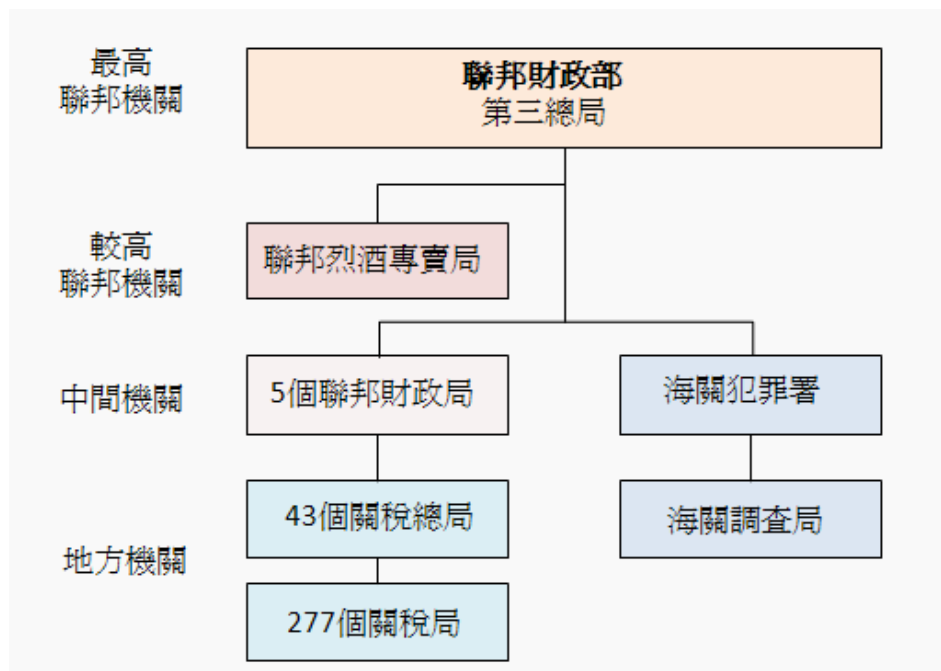 最高
聯邦機關
聯邦財政部
第三總局
較高
聯邦機關
聯邦烈酒專賣局
中間機關
5個聯邦財政局
海關犯罪署
地方機關
43個關稅總局
海關調查局
277個關稅局